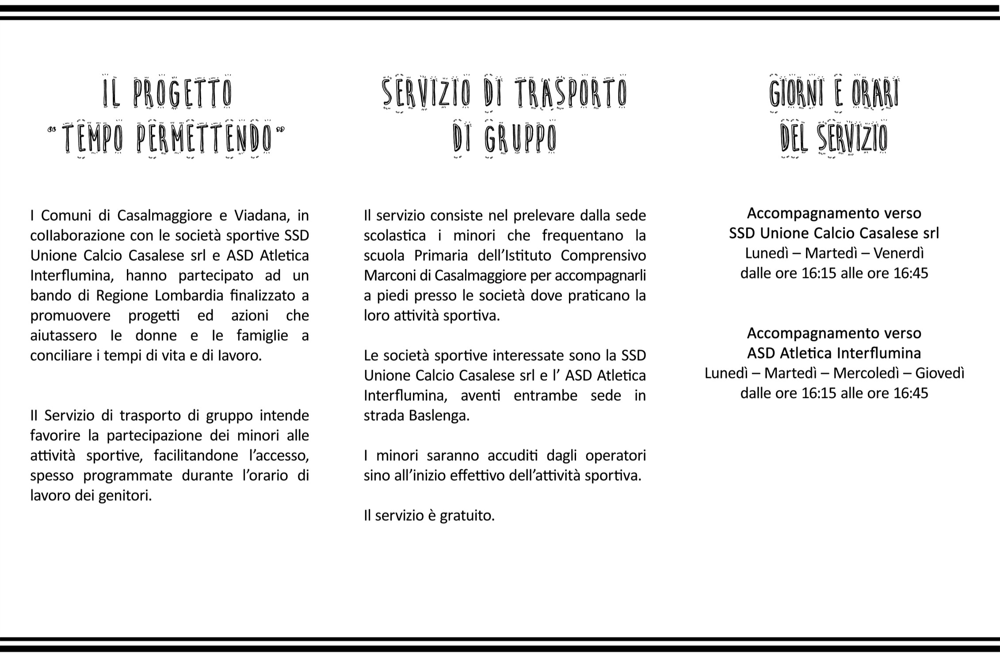 IL PROGETTO
“TEMPO PERMETTENDO”
I Comuni di Casalmaggiore e Viadana, in
collaborazione con le società sportive SSD
Unione Calcio Casalese srl e ASD Atletica
Interflumina, hanno partecipato ad un
bando di Regione Lombardia finalizzato a
promuovere progetti ed azioni che
aiutassero le donne e le famiglie a
conciliare i tempi di vita e di lavoro.
Il Servizio di trasporto di gruppo intende
favorire la partecipazione dei minori alle
attività sportive, facilitandone l’accesso,
spesso programmate durante l’orario di
lavoro dei genitori.
SERVIZIO DI TRASPORTO
DI GRUPPO
Il servizio consiste nel prelevare dalla sede
scolastica i minori che frequentano la
scuola Primaria dell’Istituto Comprensivo
Marconi di Casalmaggiore per accompagnarli
a piedi presso le società dove praticano la
loro attività sportiva.
Le società sportive interessate sono la SSD
Unione Calcio Casalese srl e l’ ASD Atletica
Interflumina, aventi entrambe sede in
strada Baslenga.
I minori saranno accuditi dagli operatori
sino all’inizio effettivo dell’attività sportiva.
Il servizio è gratuito.
GIORNI E ORARI
DEL SERVIZIO
Accompagnamento verso
SSD Unione Calcio Casalese srl
Lunedì – Martedì – Venerdì
dalle ore 16:15 alle ore 16:45
Accompagnamento verso
ASD Atletica Interflumina
Lunedì – Martedì – Mercoledì – Giovedì
dalle ore 16:15 alle ore 16:45